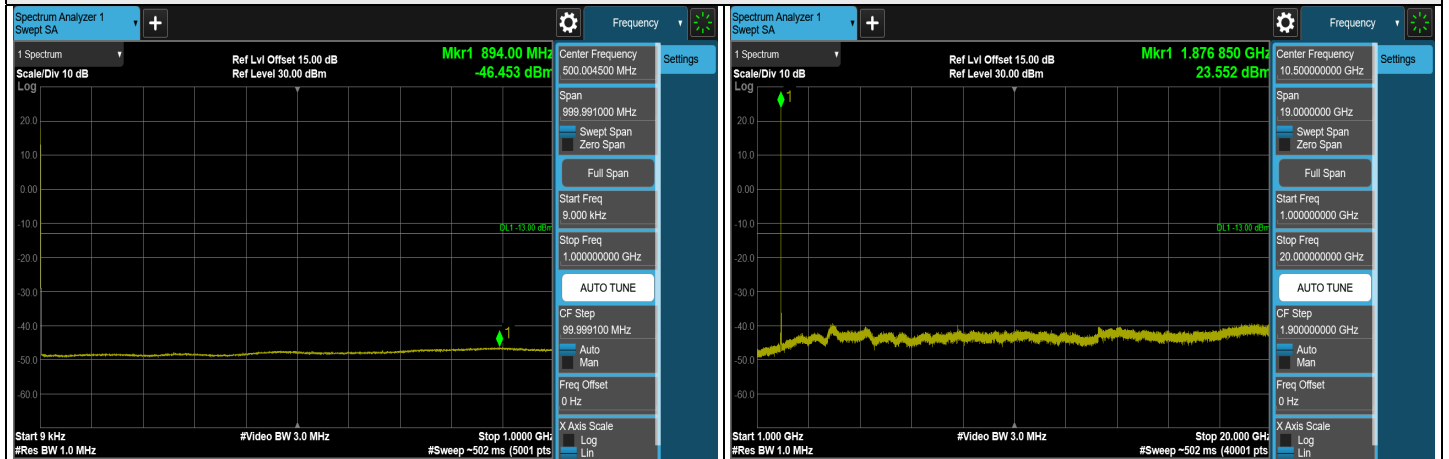 Spectrum Analyzer 1
Swept SA
+
Frequency
1 Spectrum
Ref Lvl Offset 15.00 dB
Mkr1 894.00 MHz
Scale/Div 10 dB
Ref Level 30.00 dBm
-46.453 dBm
Log
1
20.0
10.0
0.00
-10.0
DL1 -13.00 dBm
-20.0
-30.0
-40.0
-50.0
-60.0
Start 9 kHz
#Video BW 3.0 MHz
Stop 1.0000 GHz
#Res BW 1.0 MHz
#Sweep ~502 ms (5001 pts
Center Frequency
500.004500 MHz
Settings
Span
999.991000 MHz
Swept Span
Zero Span
Full Span
Start Freq
9.000 kHz
Stop Freq
1.000000000 GHz
AUTO TUNE
CF Step
99.999100 MHz
Auto
Man
Freq Offset
0 Hz
X Axis Scale
Log
Lin
Spectrum Analyzer 1
Swept SA
+
Frequency
1 Spectrum
Ref Lvl Offset 15.00 dB
Mkr1 1.876 850 GHz
Scale/Div 10 dB
Ref Level 30.00 dBm
23.552 dBm
Log
1
20.0
10.0
0.00
-10.0
DL1 -13.00 dBm
-20.0
-30.0
-40.0
-50.0
-60.0
Start 1.000 GHz
#Video BW 3.0 MHz
Stop 20.000 GHz
#Res BW 1.0 MHz
#Sweep ~502 ms (40001 pts
Center Frequency
10.500000000 GHz
Settings
Span
19.0000000 GHz
Swept Span
Zero Span
Full Span
Start Freq
1.000000000 GHz
Stop Freq
20.000000000 GHz
AUTO TUNE
CF Step
1.900000000 GHz
Auto
Man
Freq Offset
0 Hz
X Axis Scale
Log
Lin